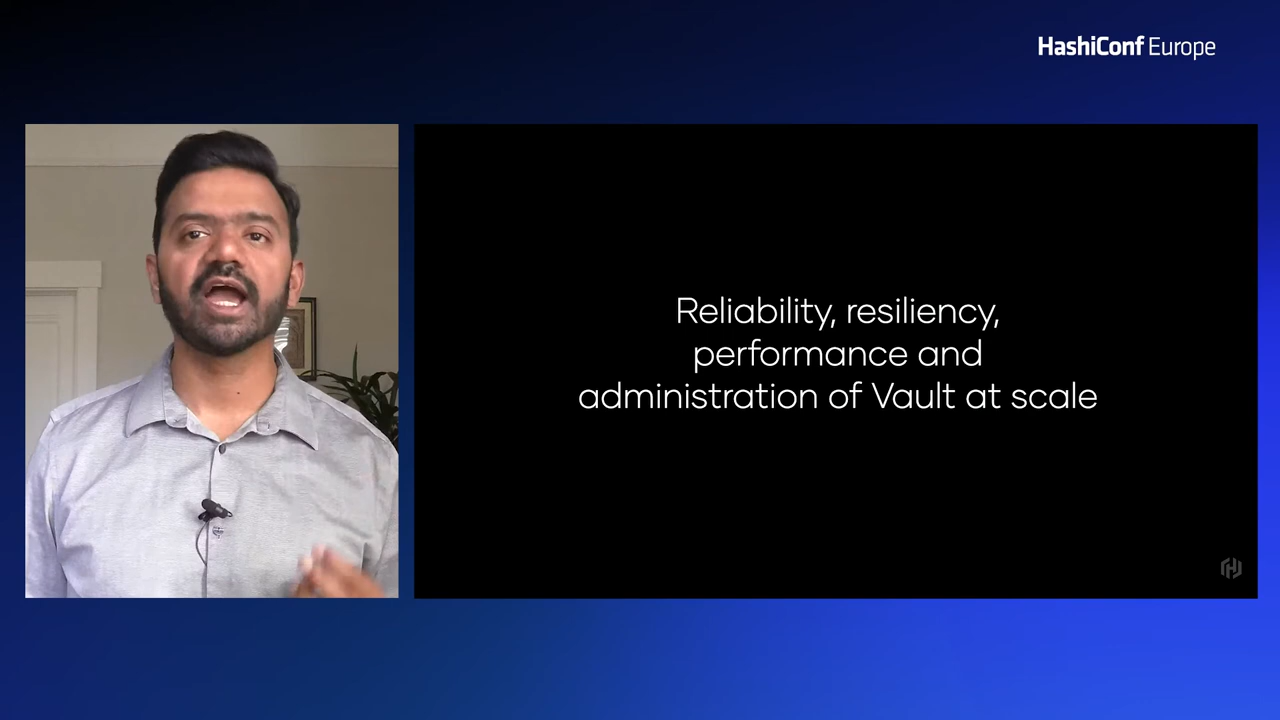 HashiConf Europe
Reliability, resiliency,
performance and
administration of Vault at scale